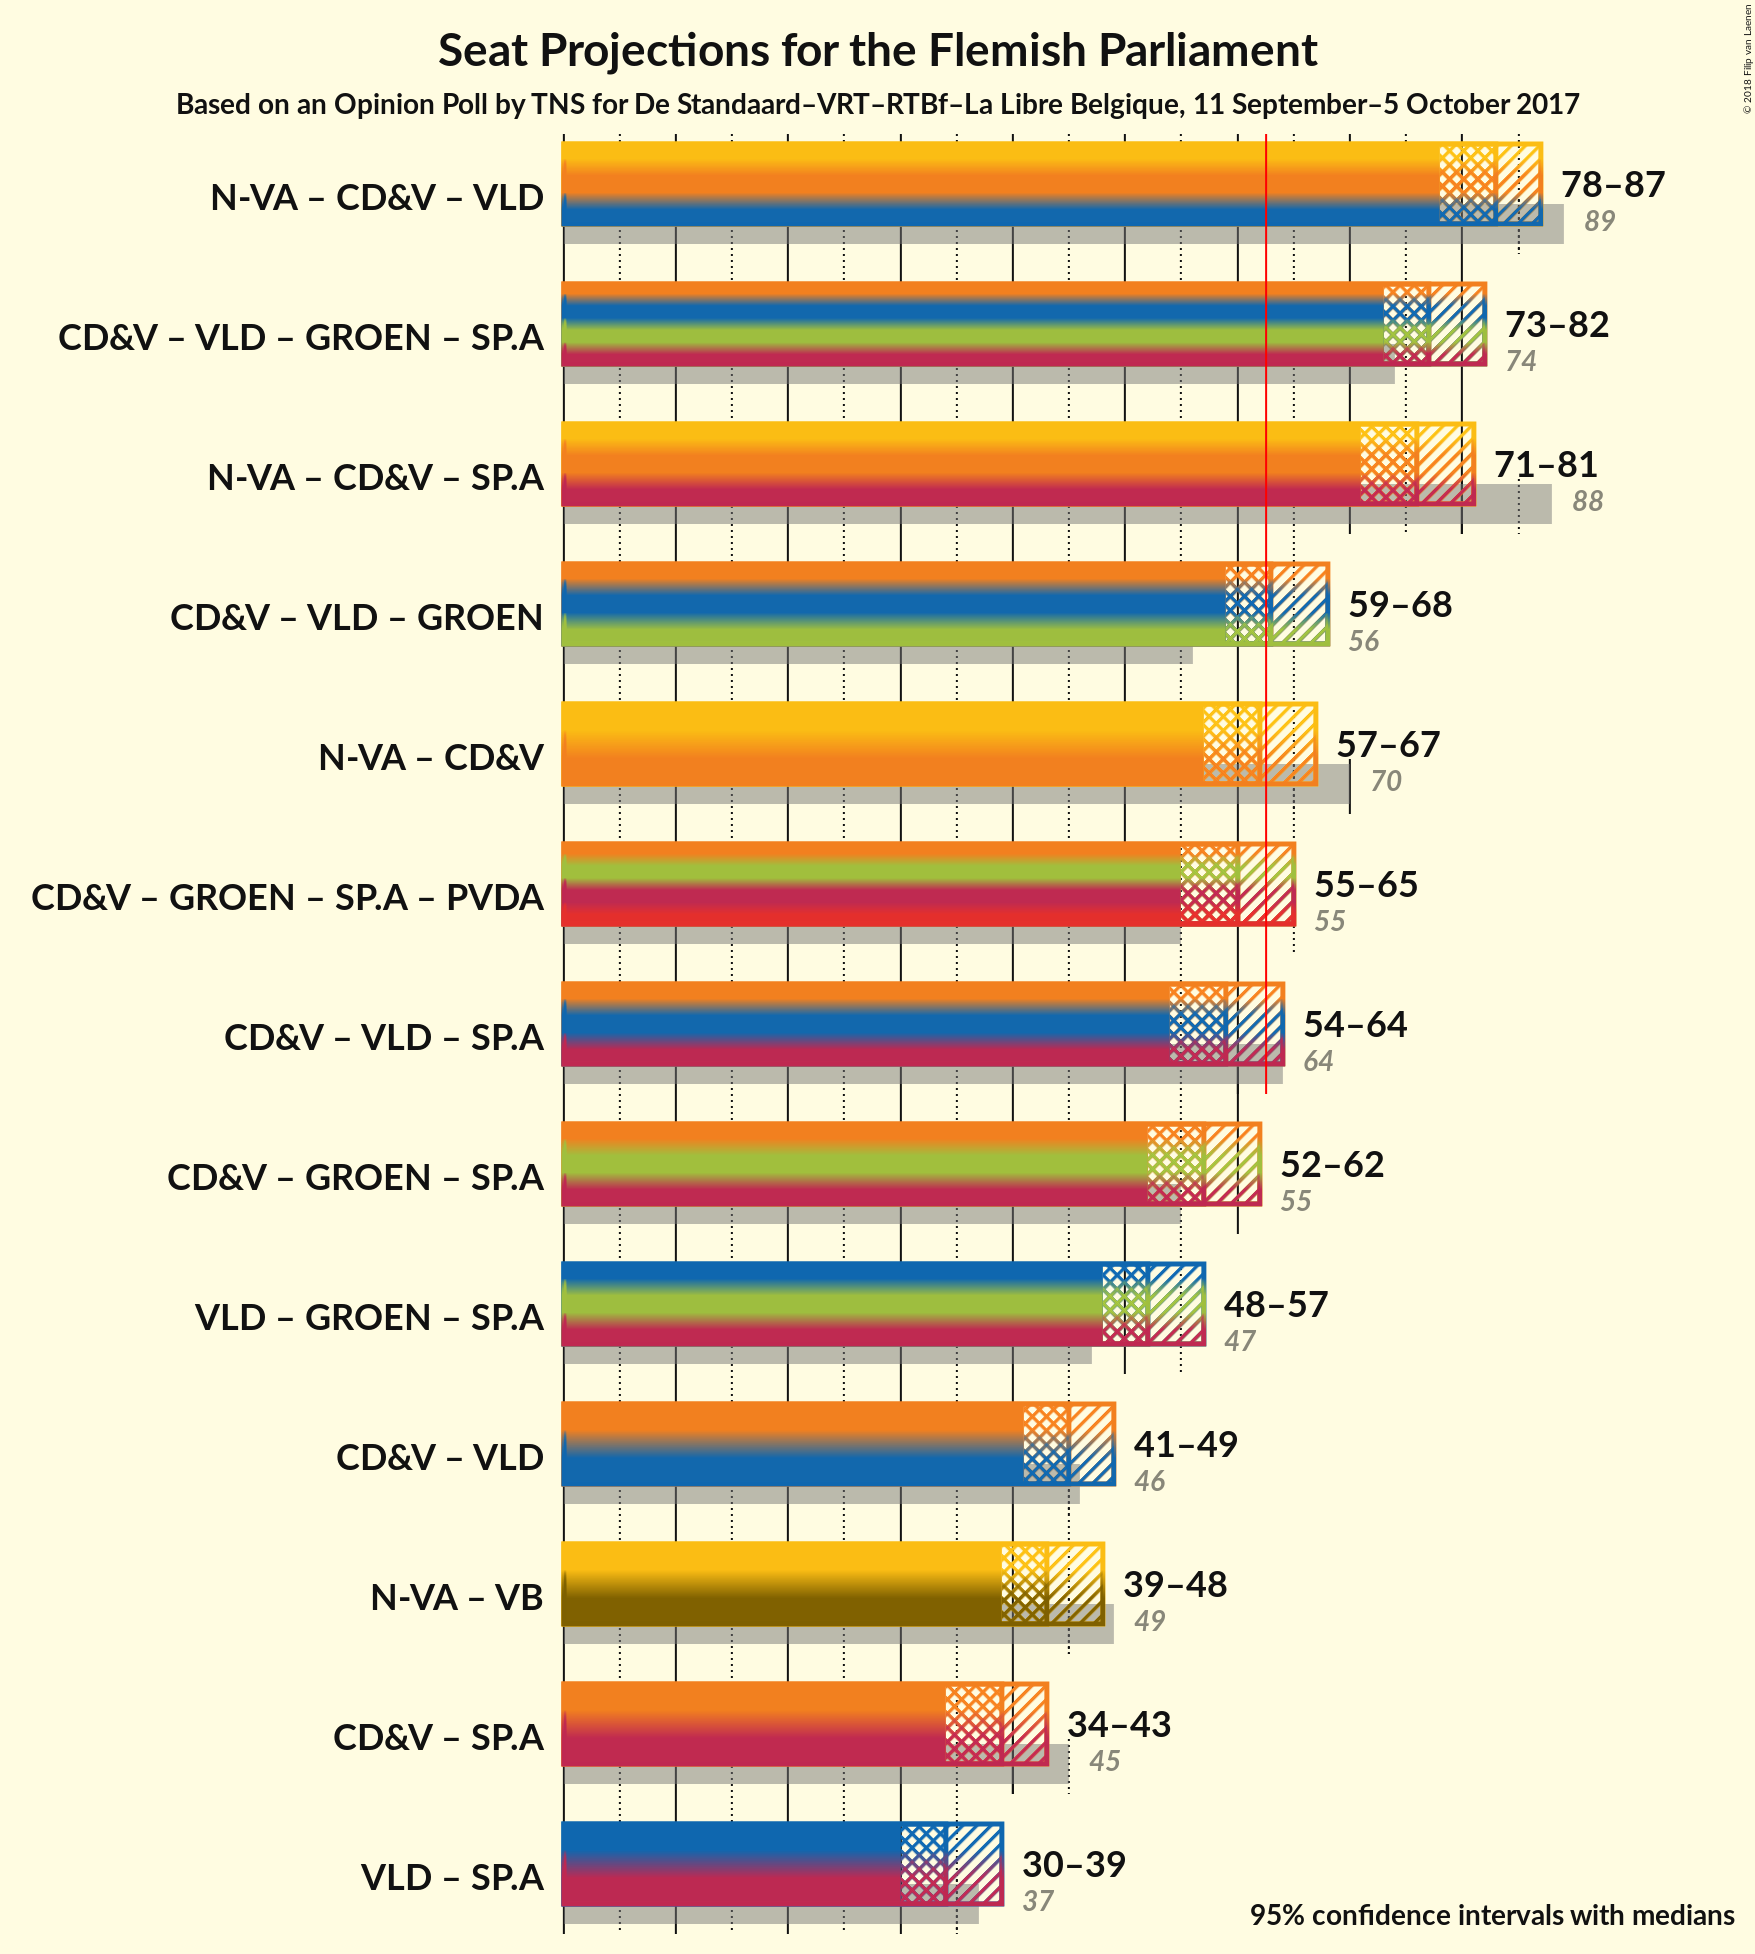 Seat Projections for the Flemish Parliament
Based on an Opinion Poll by TNS for De Standaard–VRT–RTBf–La Libre Belgique, 11 September–5 October 2017
© 2018 Filip van Laenen
N-VA – CD&V – VLD
78–87
89
CD&V – VLD – GROEN – SP.A
73–82
74
N-VA – CD&V – SP.A
71–81
88
CD&V – VLD – GROEN
59–68
56
N-VA – CD&V
57–67
70
CD&V – GROEN – SP.A – PVDA
55–65
55
CD&V – VLD – SP.A
54–64
64
CD&V – GROEN – SP.A
52–62
55
VLD – GROEN – SP.A
48–57
47
CD&V – VLD
41–49
46
N-VA – VB
39–48
49
CD&V – SP.A
34–43
45
VLD – SP.A
30–39
37
95% confidence intervals with medians